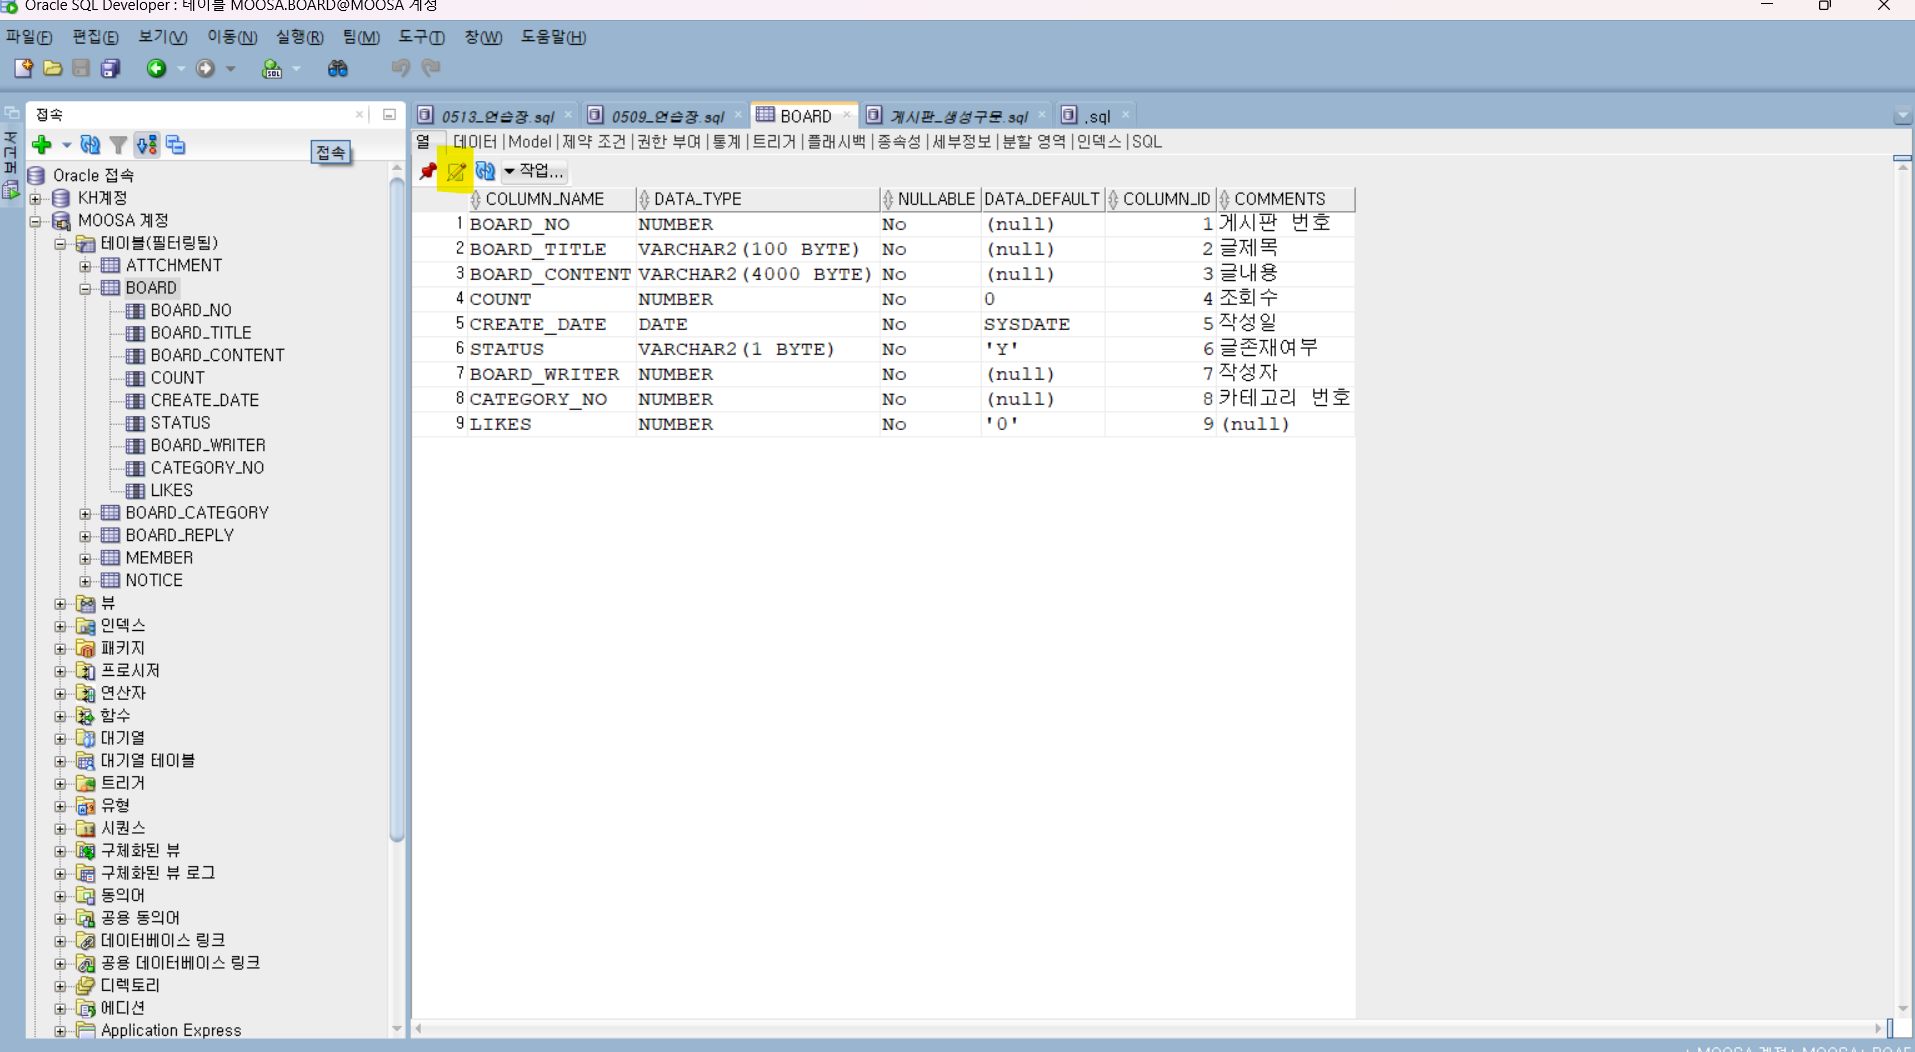 Oracle SQL Developer : 테이블 MOOSA.BOARD@MOOSA 계정
파일(F) 편집(E) 보기(V) 이동(N) 실행(R) 팀(M) 도구(T) 창(W) 도움말(H)
접속
0513_연습장.sql 0509_연습장.sql BOARD 게시판_생성구문.sql .sql
열 데이터 |Model |제약 조건 |권한 부여 |통계 |트리거 |플래시백 |종속성 |세부정보 |분할 영역 |인덱스 |SQL
접속
작업...
Oracle 접속
KH계정
MOOSA 계정
테이블(필터링됨)
ATTCHMENT
BOARD
BOARD_NO
BOARD_TITLE
BOARD_CONTENT
COUNT
CREATE_DATE
STATUS
BOARD_WRITER
CATEGORY_NO
LIKES
BOARD_CATEGORY
BOARD_REPLY
MEMBER
NOTICE
뷰
인덱스
패키지
프로시저
연산자
함수
대기열
대기열 테이블
트리거
유형
시퀀스
구체화된 뷰
구체화된 뷰 로그
동의어
공용 동의어
데이터베이스 링크
공용 데이터베이스 링크
디렉토리
에디션
Application Express
COLUMN_NAME DATA_TYPE NULLABLE DATA_DEFAULT COLUMN_ID COMMENTS
1 BOARD_NO NUMBER No (null) 1 게시판 번호
2 BOARD_TITLE VARCHAR2(100 BYTE) No (null) 2 글제목
3 BOARD_CONTENT VARCHAR2(4000 BYTE) No (null) 3 글내용
4 COUNT NUMBER No 0 4 조회수
5 CREATE_DATE DATE No SYSDATE 5 작성일
6 STATUS VARCHAR2(1 BYTE) No 'Y' 6 글존재여부
7 BOARD_WRITER NUMBER No (null) 7 작성자
8 CATEGORY_NO NUMBER No (null) 8 카테고리 번호
9 LIKES NUMBER No '0' 9 (null)